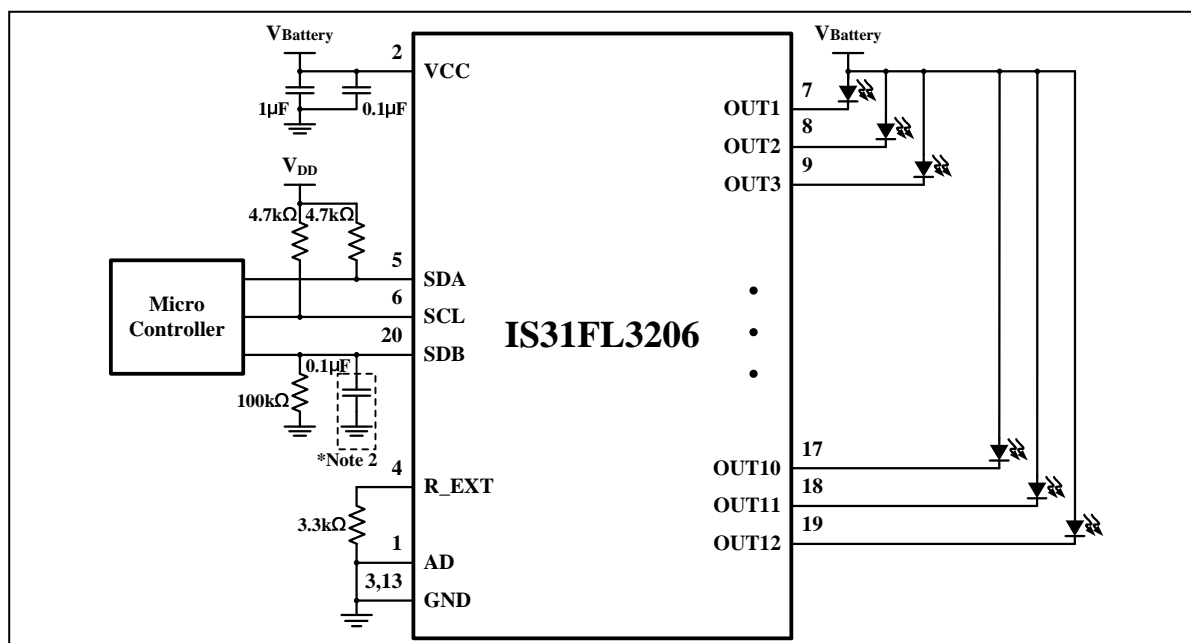 VBattery
2
VCC
1µF
0.1µF
VDD
4.7kΩ
4.7kΩ
Micro
Controller
5
SDA
6
SCL
20
SDB
0.1µF
100kΩ
*Note 2
4
R_EXT
3.3kΩ
1
AD
3,13
GND
IS31FL3206
VBattery
7
OUT1
8
OUT2
9
OUT3
17
OUT10
18
OUT11
19
OUT12